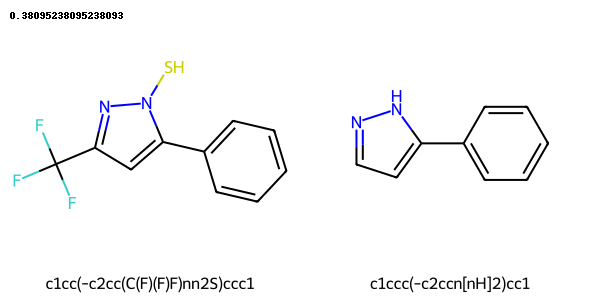 0.38095238095238093
SH
N
N
F
F
F
H
N
N
c1cc(-c2cc(C(F)(F)F)nn2S)ccc1
c1ccc(-c2ccn[nH]2)cc1